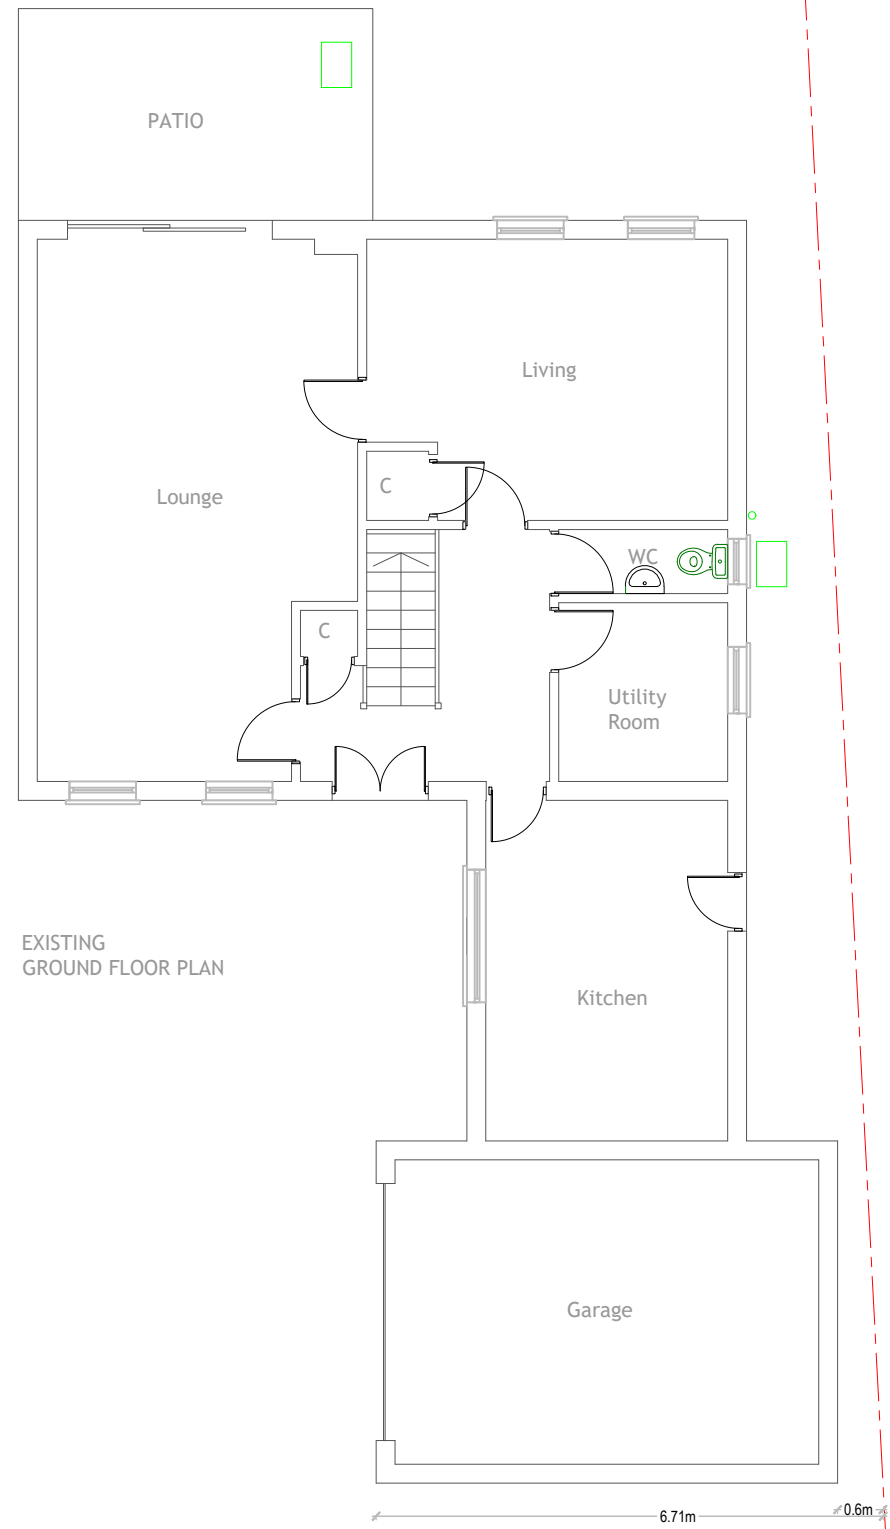 PATIO
Living
Lounge
C
WC
C
Utility
Room
EXISTING
GROUND FLOOR PLAN
Kitchen
Garage
0.6m
6.71m